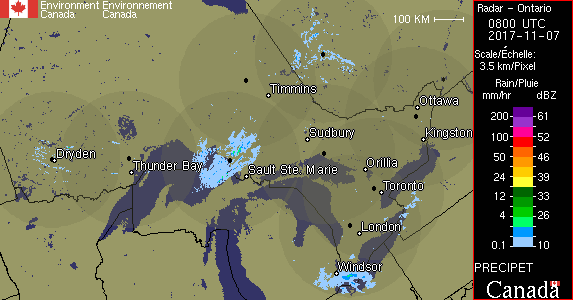 Environment Environnement
Canada Canada
100 KM
Radar - Ontario
0800 UTC
2017-11-07
Scale/Échelle:
3.5 km/Pixel
Rain/Pluie
mm/hr dBZ
200 61
100 52
50 46
24 39
12 33
4 26
0.1 10
PRECIPET
Canada
Timmins
Ottawa
Sudbury
Kingston
Dryden
Thunder Bay
Sault Ste. Marie
Orillia
Toronto
London
Windsor